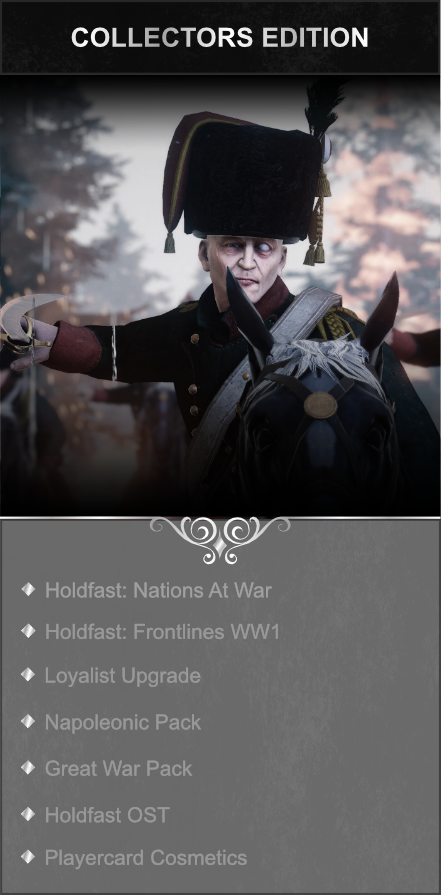 COLLECTORS EDITION
Holdfast: Nations At War
Holdfast: Frontlines WW1
Loyalist Upgrade
Napoleonic Pack
Great War Pack
Holdfast OST
Playercard Cosmetics